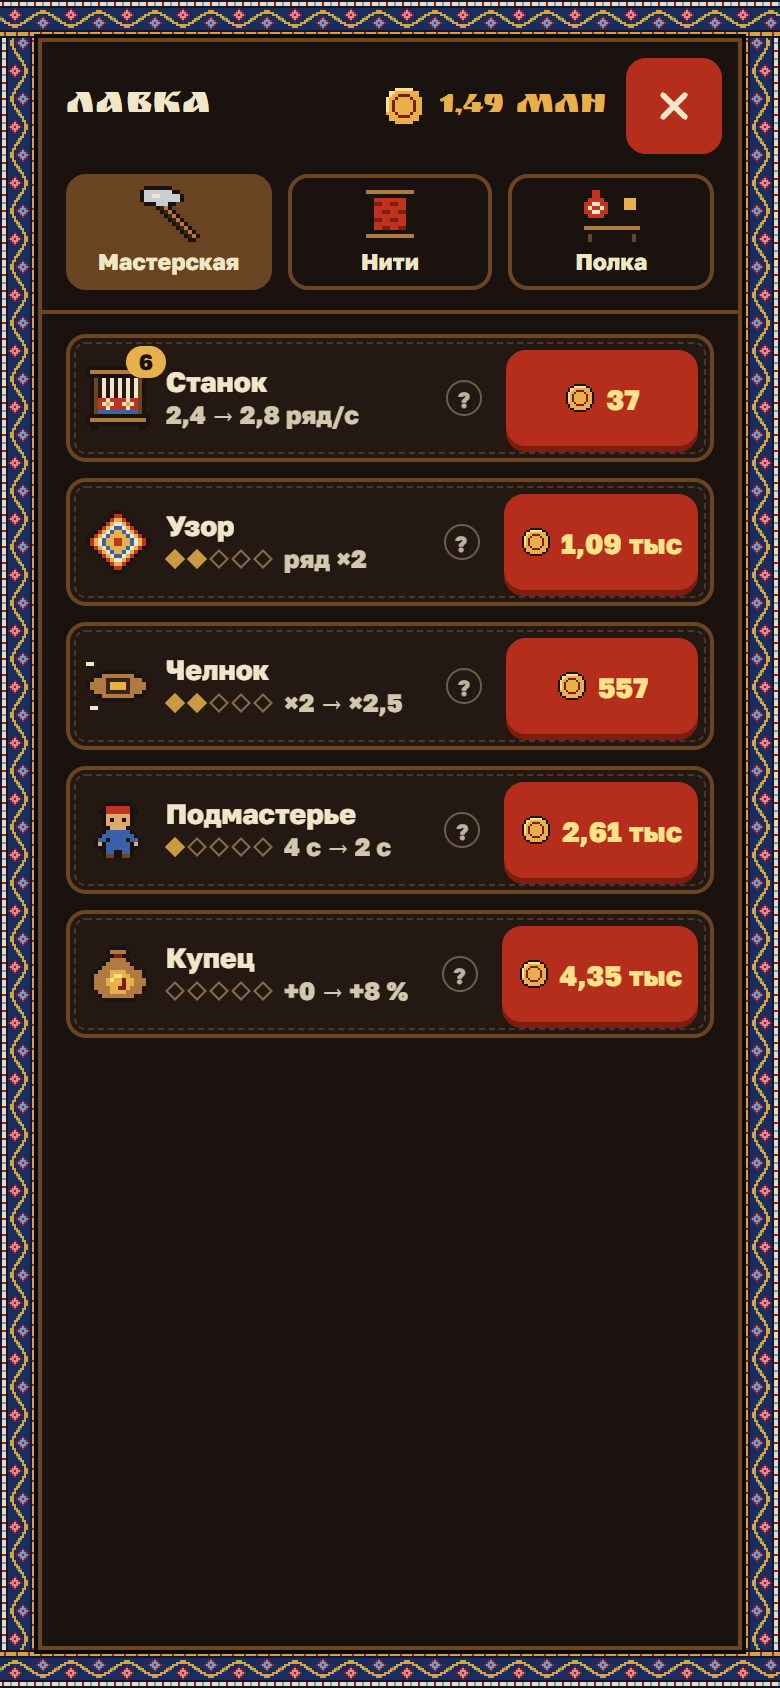 ЛАВКА
1,49 МЛН
Мастерская
Нити
Полка
6
Станок
2,4 → 2,8 ряд/с
?
37
Узор
ряд ×2
?
1,09 тыс
Челнок
×2 → ×2,5
?
557
Подмастерье
4 с → 2 с
?
2,61 тыс
Купец
+0 → +8 %
?
4,35 тыс